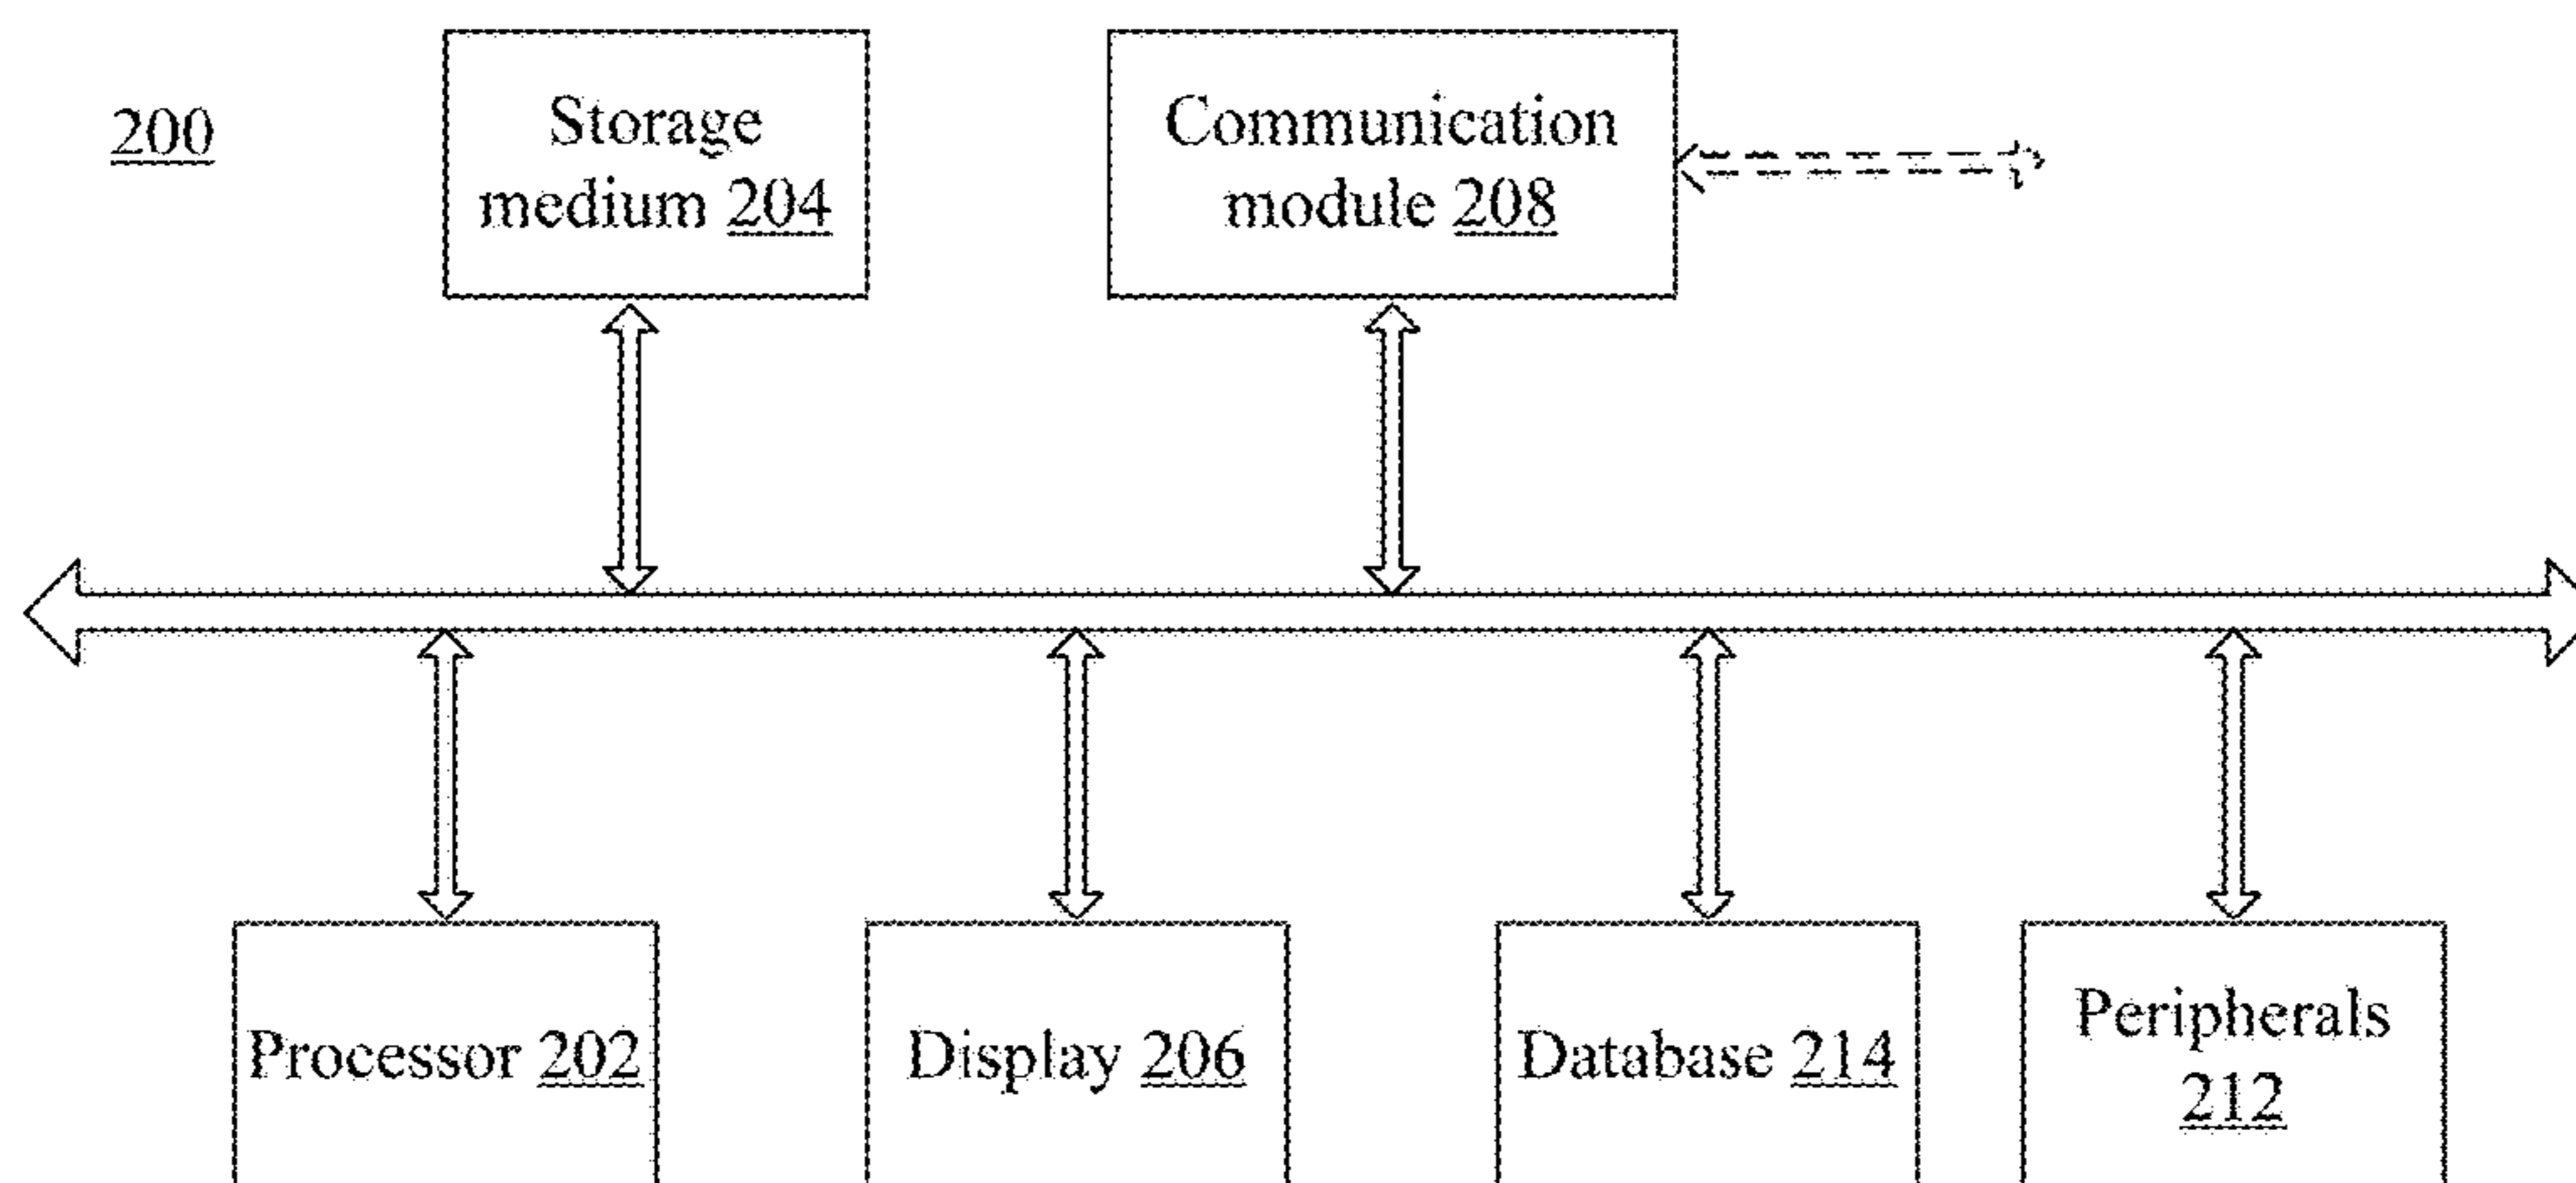 200
Storage
medium 204
Communication
module 208
Processor 202
Display 206
Database 214
Peripherals
212